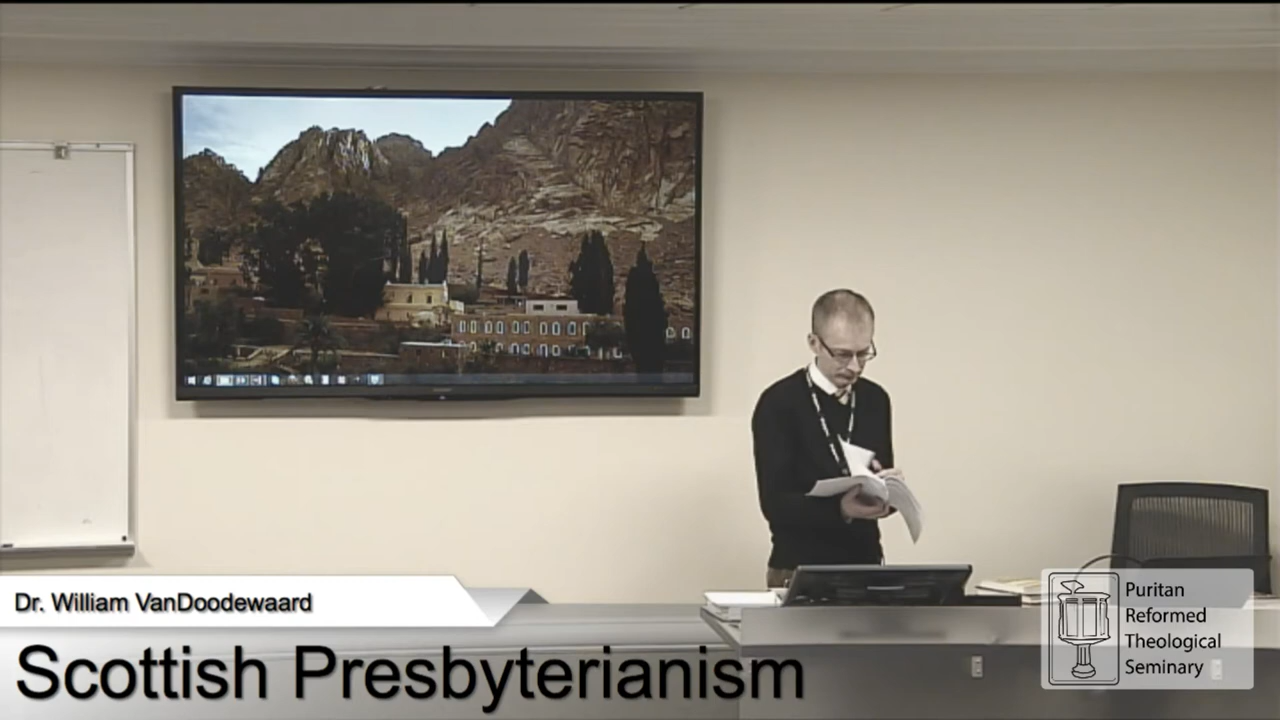 Dr. William VanDoodewaard
Scottish Presbyterianism
Puritan
Reformed
Theological
Seminary